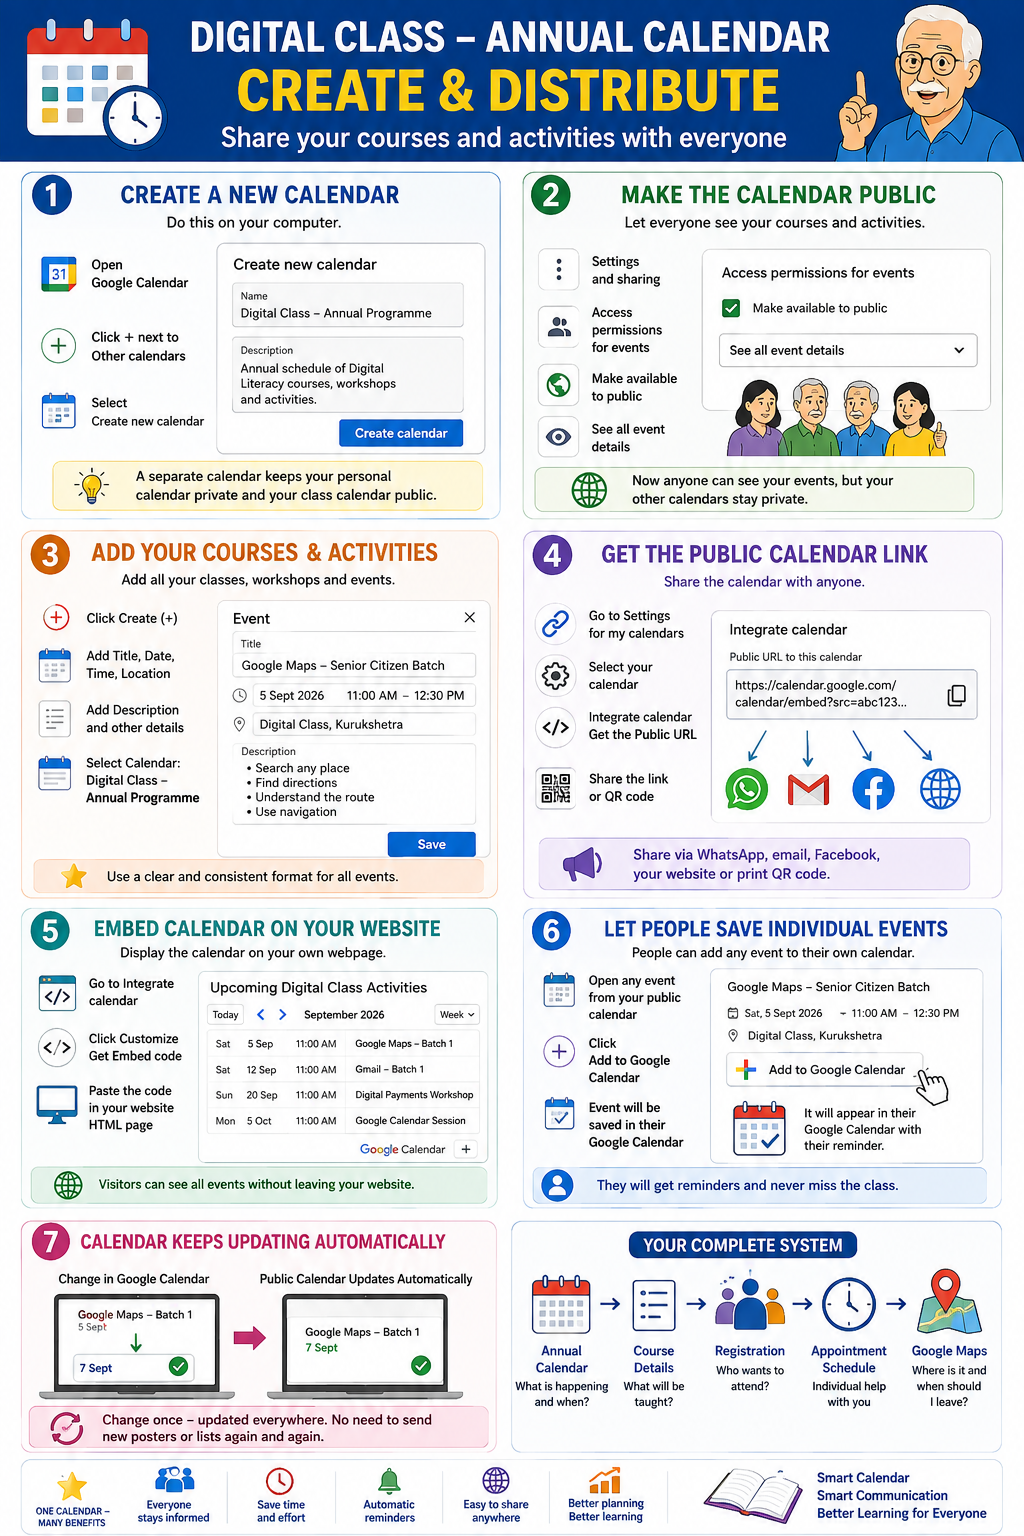 DIGITAL CLASS – ANNUAL CALENDAR
CREATE & DISTRIBUTE
Share your courses and activities with everyone
1
CREATE A NEW CALENDAR
Do this on your computer.
31
Open
Google Calendar
Click + next to
Other calendars
Select
Create new calendar
Create new calendar
Name
Digital Class – Annual Programme
Description
Annual schedule of Digital
Literacy courses, workshops
and activities.
Create calendar
A separate calendar keeps your personal
calendar private and your class calendar public.
2
MAKE THE CALENDAR PUBLIC
Let everyone see your courses and activities.
Settings
and sharing
Access
permissions
for events
Make available
to public
See all event
details
Access permissions for events
Make available to public
See all event details
Now anyone can see your events, but your
other calendars stay private.
3
ADD YOUR COURSES & ACTIVITIES
Add all your classes, workshops and events.
Click Create (+)
Add Title, Date,
Time, Location
Add Description
and other details
Select Calendar:
Digital Class –
Annual Programme
Event
Title
Google Maps – Senior Citizen Batch
5 Sept 2026 11:00 AM – 12:30 PM
Digital Class, Kurukshetra
Description
• Search any place
• Find directions
• Understand the route
• Use navigation
Save
Use a clear and consistent format for all events.
4
GET THE PUBLIC CALENDAR LINK
Share the calendar with anyone.
Go to Settings
for my calendars
Select your
calendar
Integrate calendar
Get the Public URL
Share the link
or QR code
Integrate calendar
Public URL to this calendar
https://calendar.google.com/
calendar/embed?src=abc123...
Share via WhatsApp, email, Facebook,
your website or print QR code.
5
EMBED CALENDAR ON YOUR WEBSITE
Display the calendar on your own webpage.
Go to Integrate
calendar
Click Customize
Get Embed code
Paste the code
in your website
HTML page
Upcoming Digital Class Activities
Today < > September 2026 Week
Sat 5 Sep 11:00 AM Google Maps – Batch 1
Sat 12 Sep 11:00 AM Gmail – Batch 1
Sun 20 Sep 11:00 AM Digital Payments Workshop
Mon 5 Oct 11:00 AM Google Calendar Session
Google Calendar +
Visitors can see all events without leaving your website.
6
LET PEOPLE SAVE INDIVIDUAL EVENTS
People can add any event to their own calendar.
Open any event
from your public
calendar
Click
Add to Google
Calendar
Event will be
saved in their
Google Calendar
Google Maps – Senior Citizen Batch
Sat, 5 Sept 2026 – 11:00 AM – 12:30 PM
Digital Class, Kurukshetra
Add to Google Calendar
It will appear in their
Google Calendar with
their reminder.
They will get reminders and never miss the class.
7
CALENDAR KEEPS UPDATING AUTOMATICALLY
Change in Google Calendar
Google Maps – Batch 1
5 Sept
7 Sept
Public Calendar Updates Automatically
Google Maps – Batch 1
7 Sept
Change once – updated everywhere. No need to send
new posters or lists again and again.
YOUR COMPLETE SYSTEM
Annual
Calendar
What is happening
and when?
Course
Details
What will be
taught?
Registration
Who wants to
attend?
Appointment
Schedule
Individual help
with you
Google Maps
Where is it and
when should
I leave?
ONE CALENDAR –
MANY BENEFITS
Everyone
stays informed
Save time
and effort
Automatic
reminders
Easy to share
anywhere
Better planning
Better learning
Smart Calendar
Smart Communication
Better Learning for Everyone